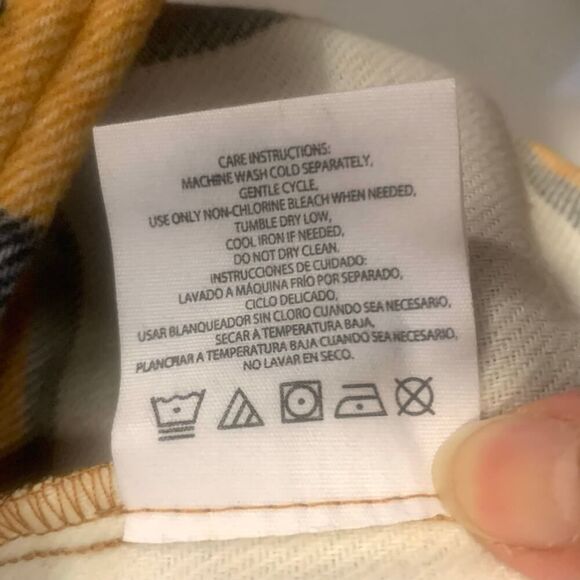 CARE INSTRUCTIONS:
MACHINE WASH COLD SEPARATELY,
GENTLE CYCLE,
USE ONLY NON-CHLORINE BLEACH WHEN NEEDED,
TUMBLE DRY LOW,
COOL IRON IF NEEDED,
DO NOT DRY CLEAN.
INSTRUCCIONES DE CUIDADO:
LAVADO A MÁQUINA FRÍO POR SEPARADO,
CICLO DELICADO,
USAR BLANQUEADOR SIN CLORO CUANDO SEA NECESARIO,
SECAR A TEMPERATURA BAJA,
PLANCHAR A TEMPERATURA BAJA CUANDO SEA NECESARIO,
NO LAVAR EN SECO.